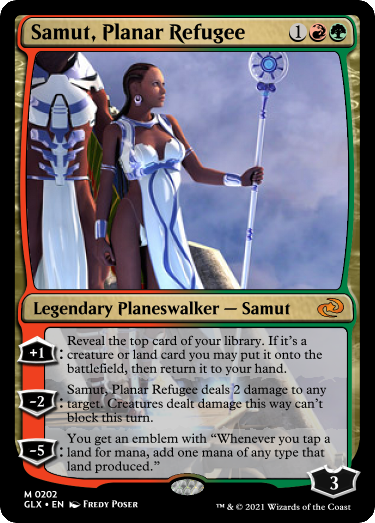 Samut, Planar Refugee 1
Legendary Planeswalker — Samut
+1: Reveal the top card of your library. If it's a
creature or land card you may put it onto the
battlefield, then return it to your hand.
-2: Samut, Planar Refugee deals 2 damage to any
target. Creatures dealt damage this way can't
block this turn.
-5: You get an emblem with “Whenever you tap a
land for mana, add one mana of any type that
land produced.”
3
M 0202
GLX • EN FREDY POSER
™ & © 2021 Wizards of the Coast